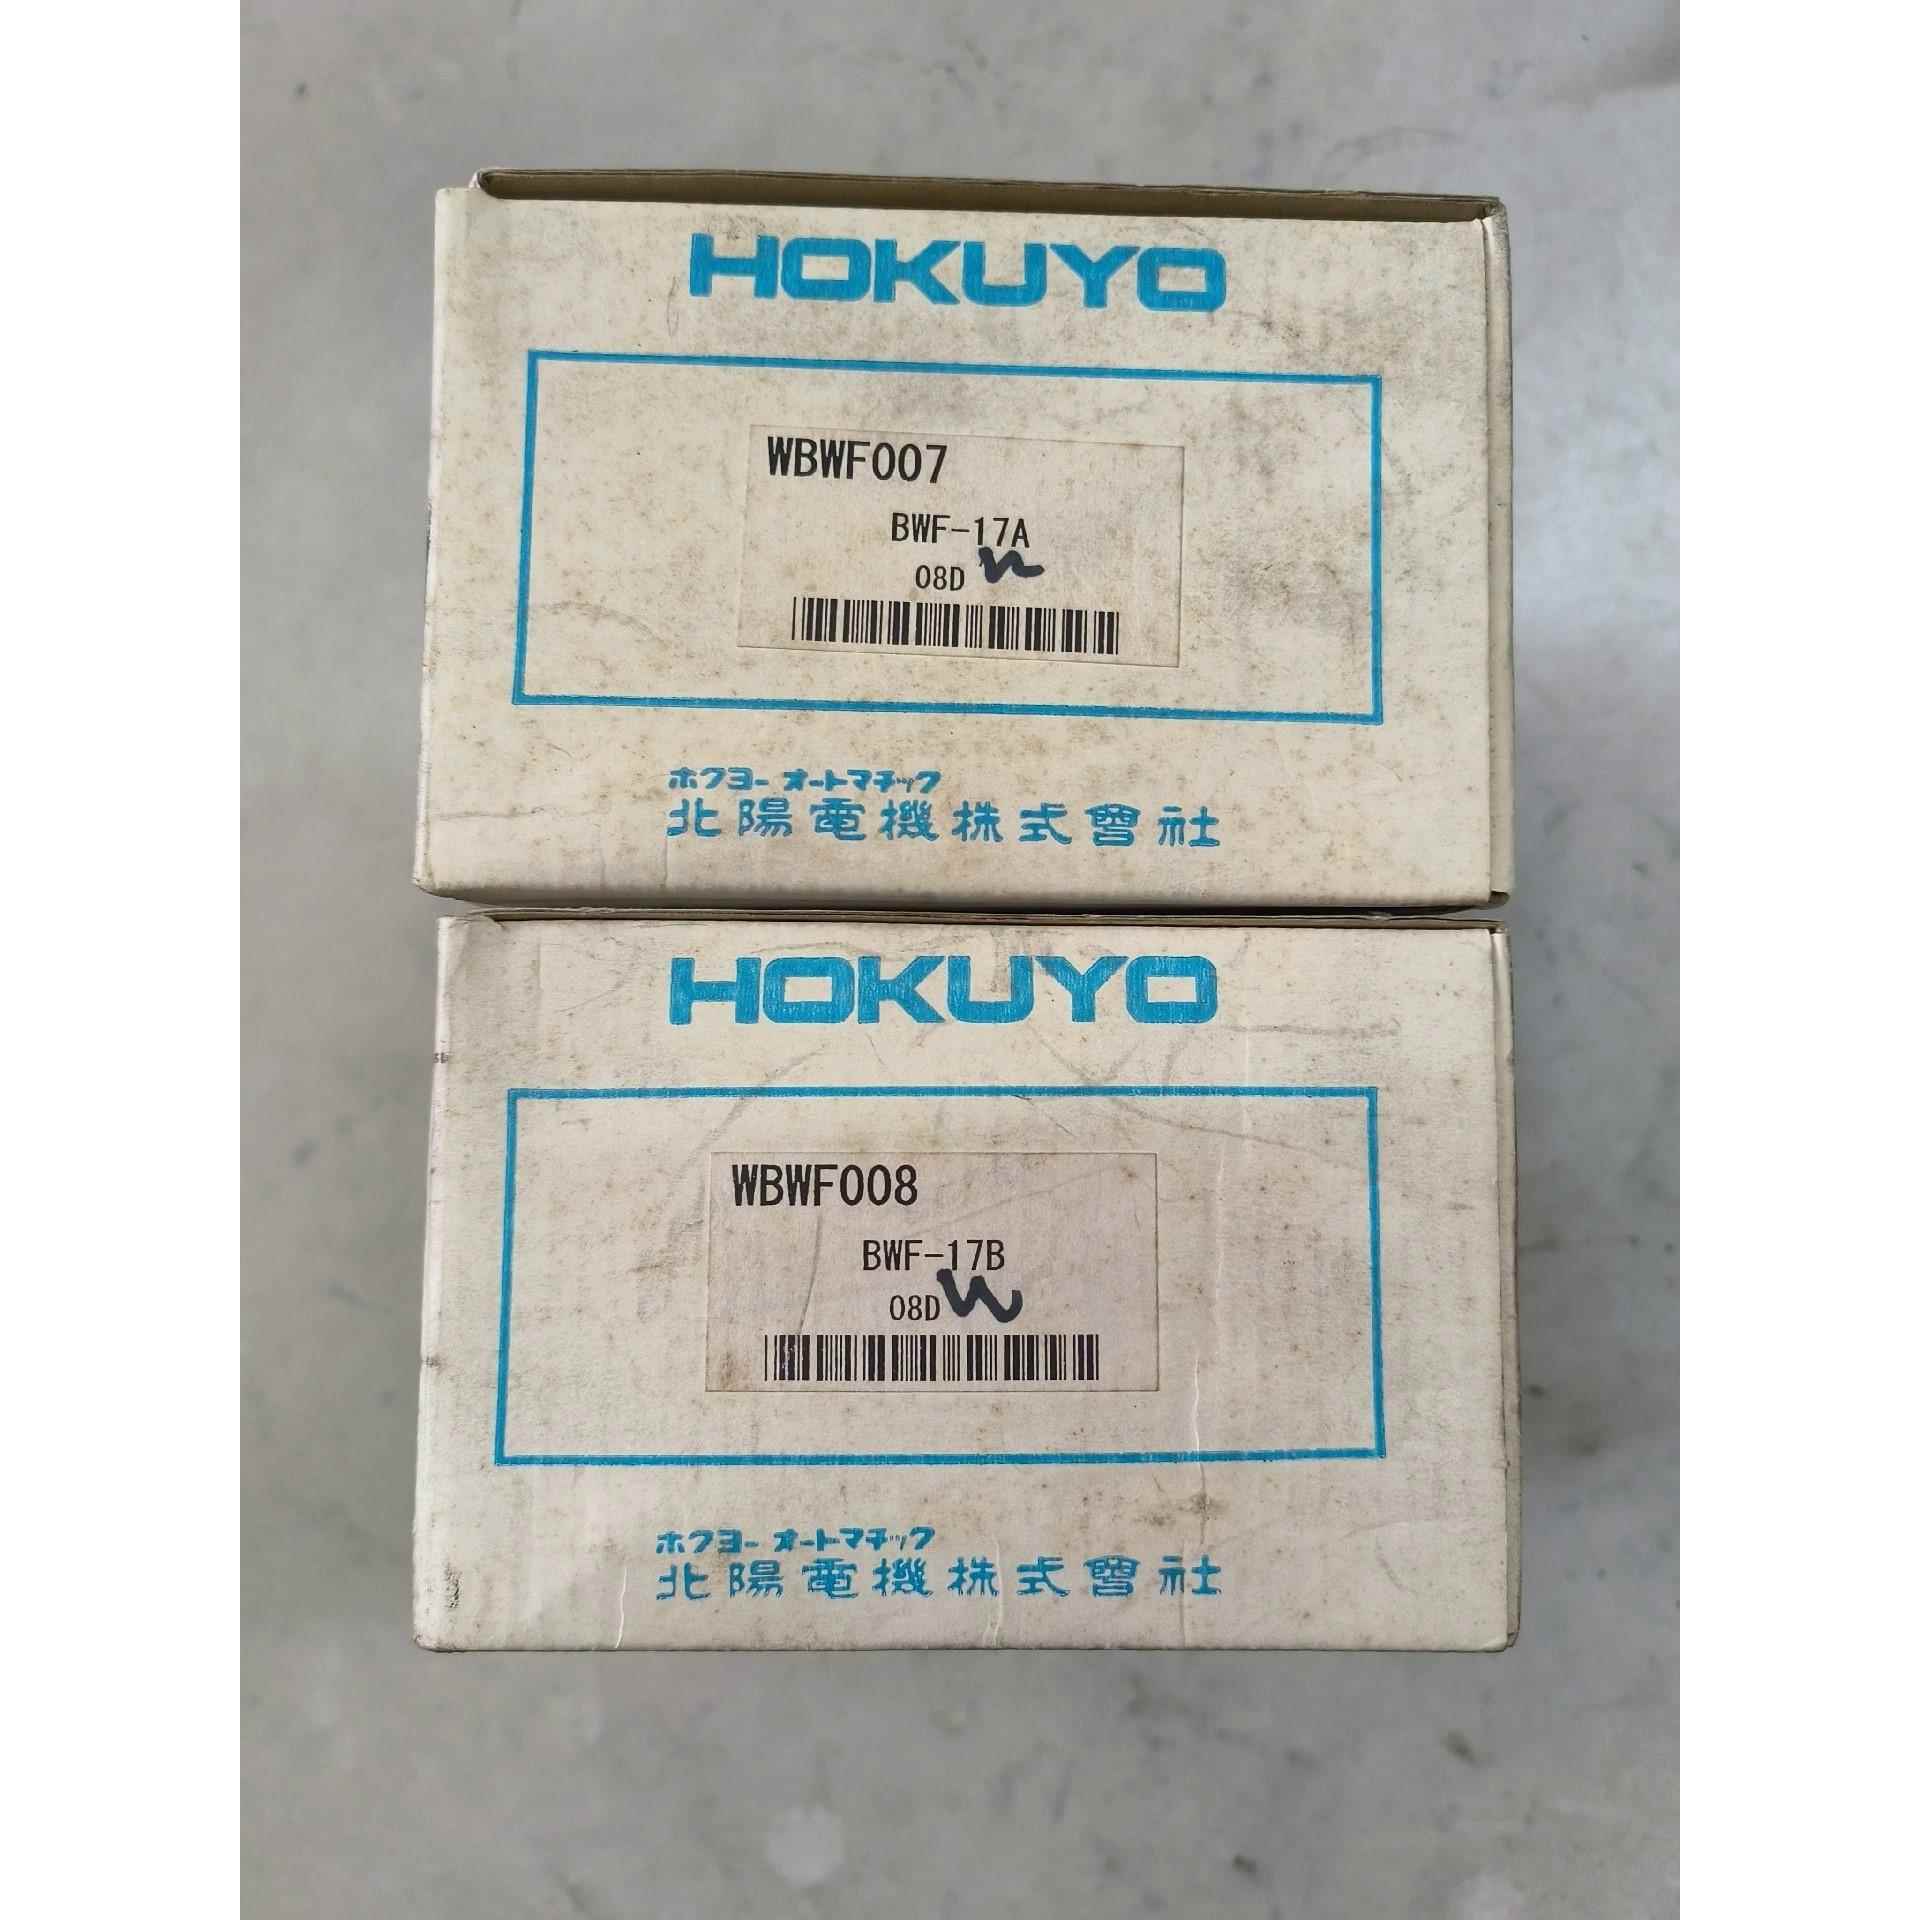 HOKUYO
WBWF007
BWF-17A
08D
ホクヨー オートマチック
北陽電機株式會社
HOKUYO
WBWF008
BWF-17B
08D
ホクヨー オートマチック
北陽電機株式會社